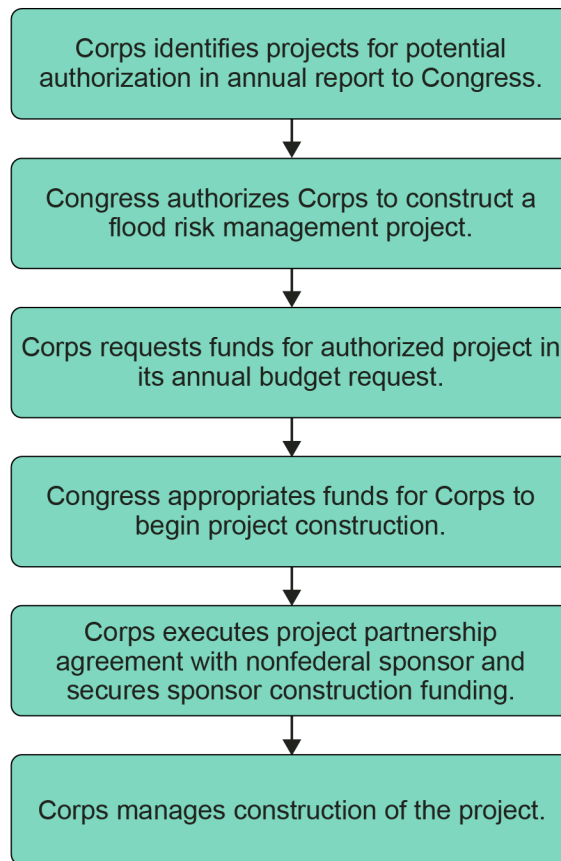 Corps identifies projects for potential
authorization in annual report to Congress.
Congress authorizes Corps to construct a
flood risk management project.
Corps requests funds for authorized project in
its annual budget request.
Congress appropriates funds for Corps to
begin project construction.
Corps executes project partnership
agreement with nonfederal sponsor and
secures sponsor construction funding.
Corps manages construction of the project.